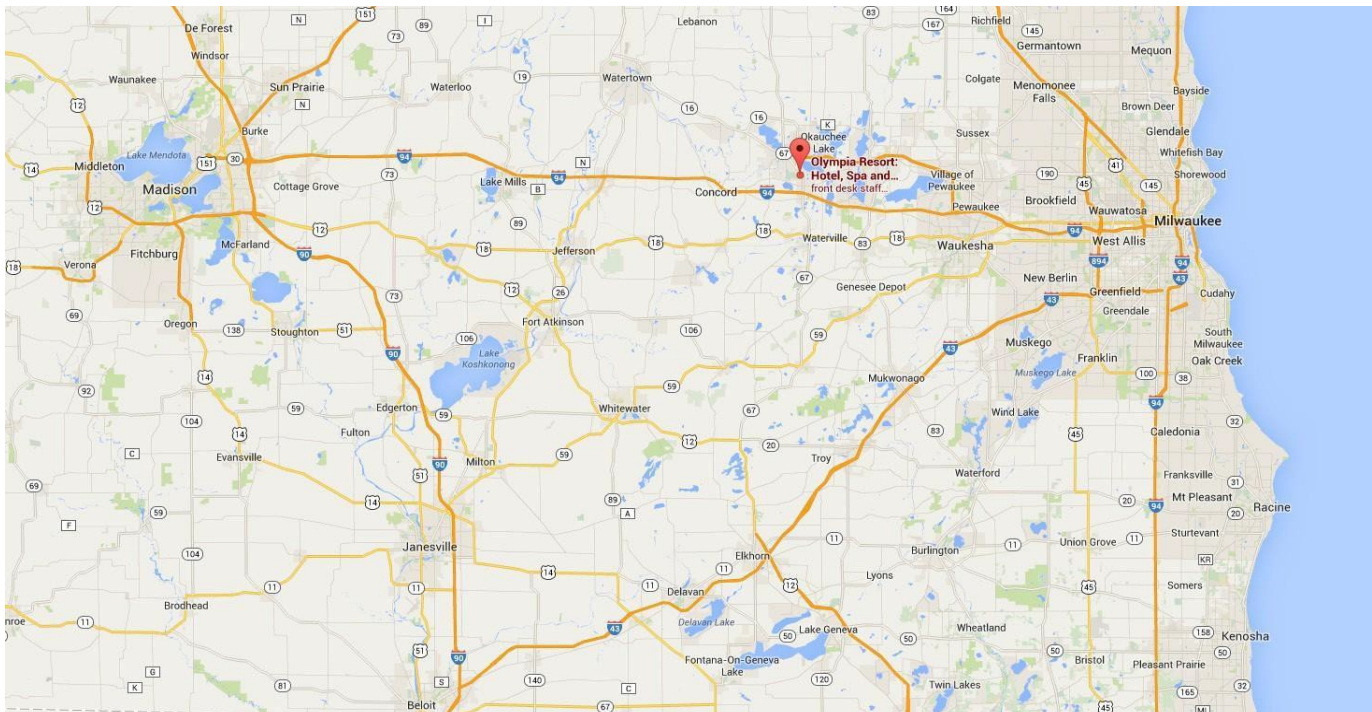 De Forest
Windsor
Waunakee
Sun Prairie
Waterloo
Lebanon
Watertown
Richfield
Germantown
Mequon
Colgate
Menomonee
Falls
Brown Deer
Bayside
Burke
Glendale
Whitefish Bay
Shorewood
Okauchee
Lake
Sussex
Olympia Resort:
Hotel, Spa and...
front desk staff...
Village of
Pewaukee
Pewaukee
Brookfield
Wauwatosa
Milwaukee
Lake Mendota
Middleton
Madison
Cottage Grove
Lake Mills
Concord
Fitchburg
McFarland
Verona
Jefferson
Waterville
Waukesha
West Allis
New Berlin
Greenfield
Greendale
Cudahy
Genesee Depot
Oregon
Stoughton
Fort Atkinson
Lake
Koshkonong
Muskego
Muskego Lake
Franklin
South
Milwaukee
Oak Creek
Mukwonago
Edgerton
Fulton
Whitewater
Wind Lake
Caledonia
Evansville
Milton
Troy
Waterford
Franksville
Mt Pleasant
Racine
Sturtevant
Janesville
Elkhorn
Burlington
Union Grove
Lyons
Somers
Brodhead
nroe
Delavan
Delavan Lake
Lake Geneva
Wheatland
Kenosha
Fontana-On-Geneva
Lake
Bristol
Pleasant Prairie
Twin Lakes
Beloit